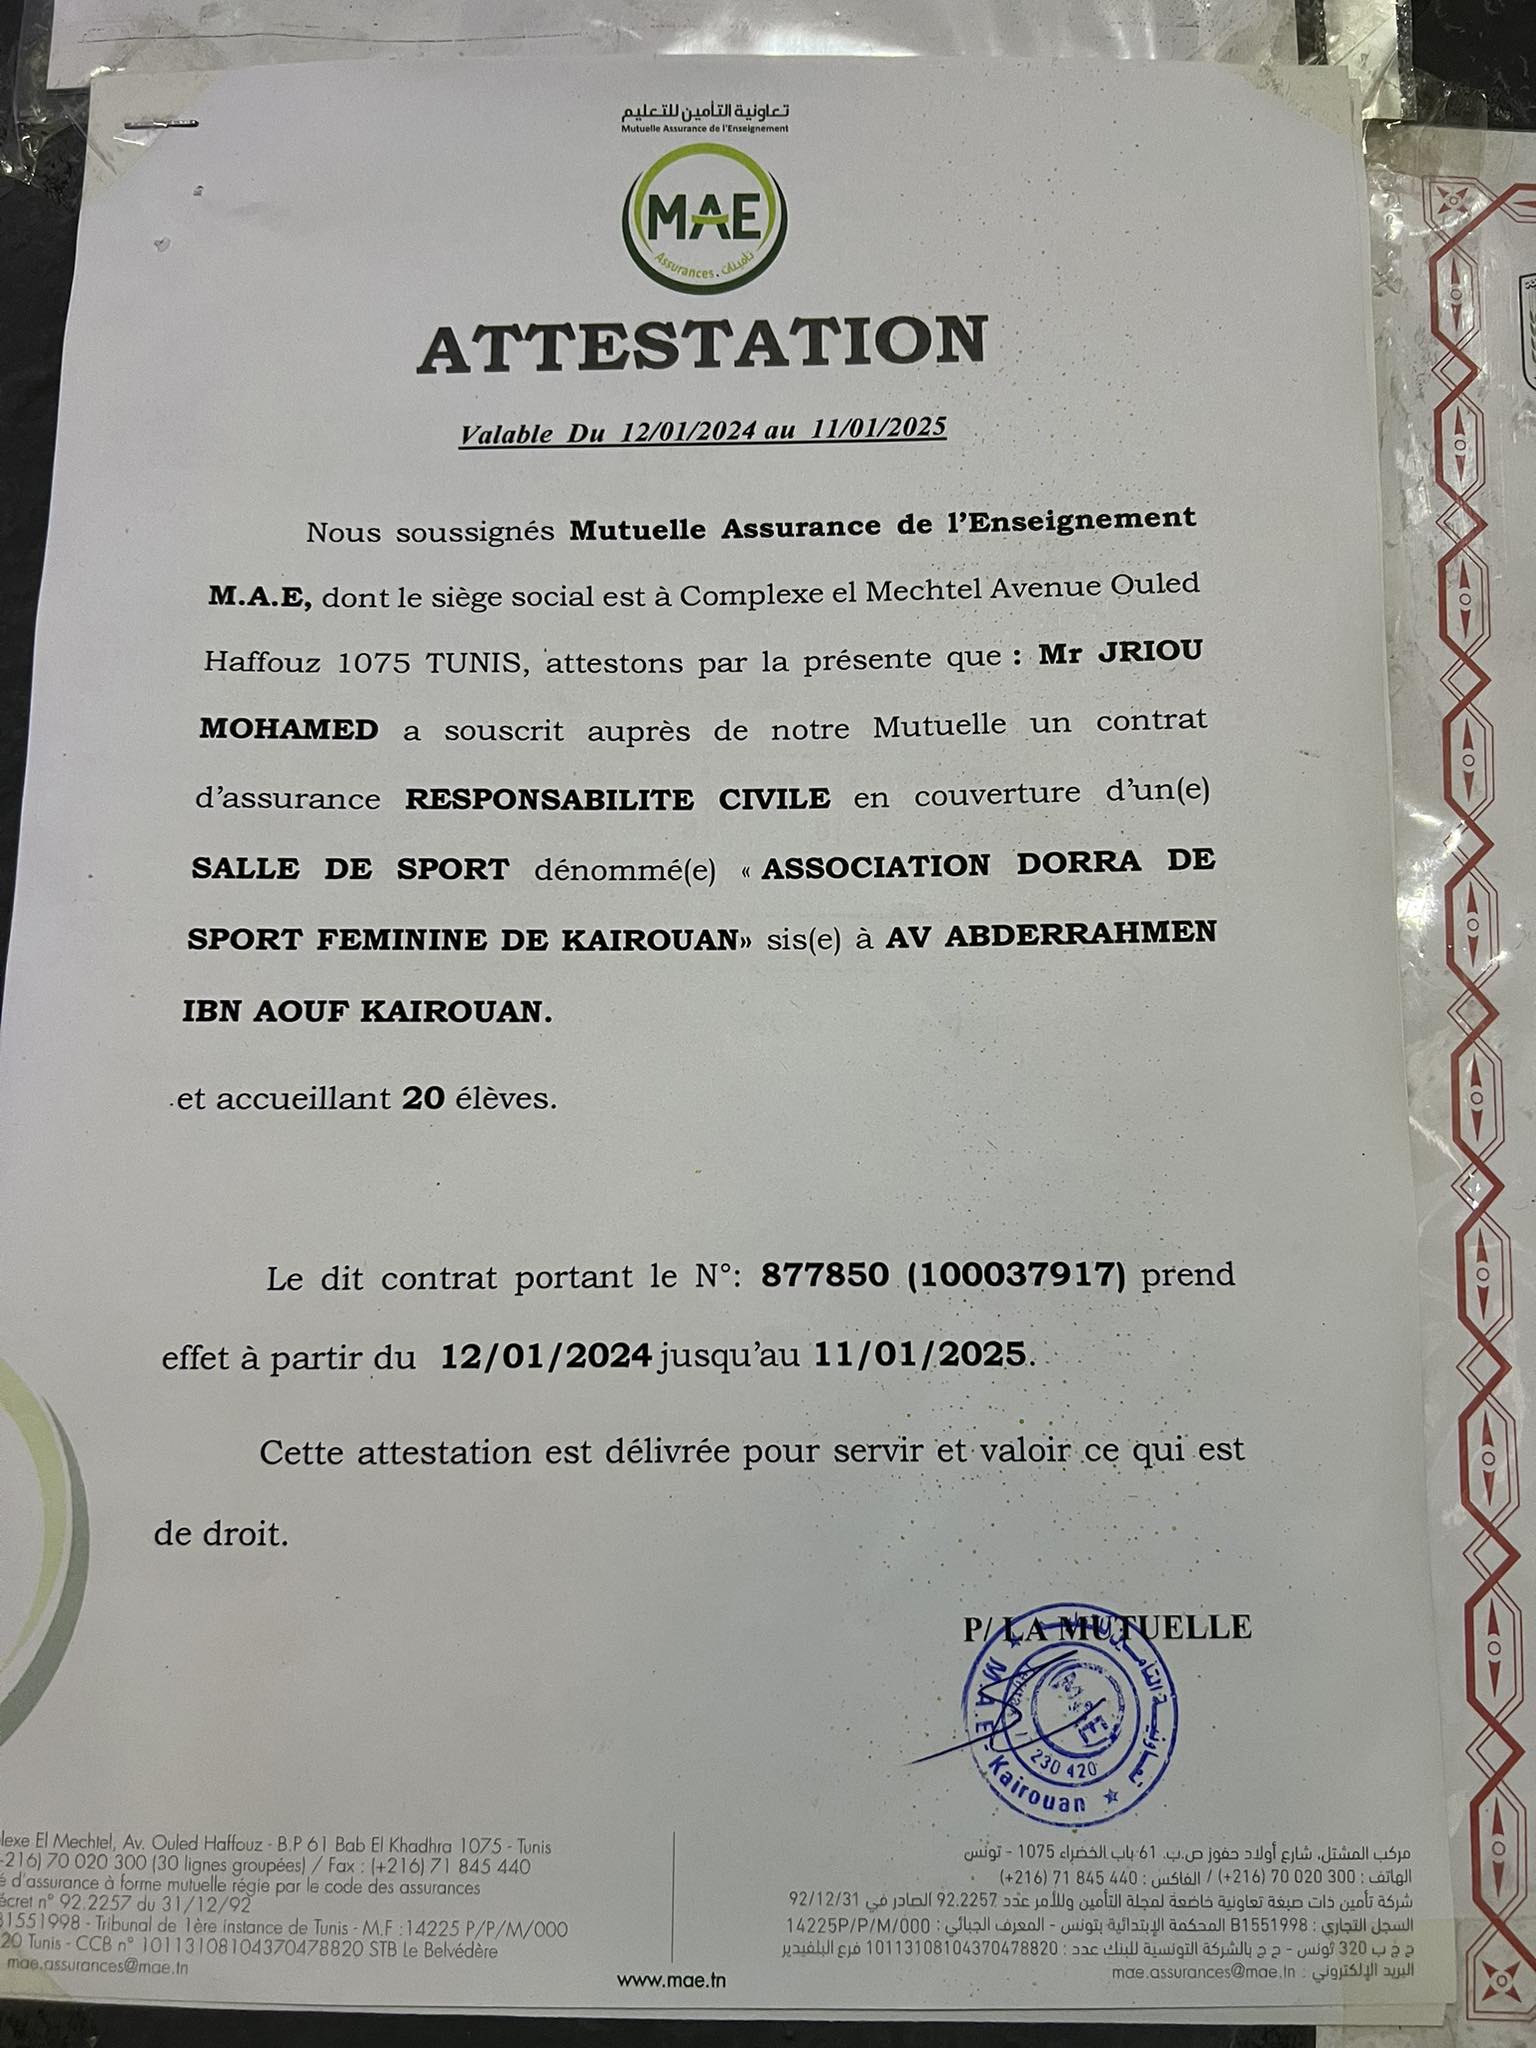 تعاونية التأمين للتعليم
Mutuelle Assurance de l'Enseignement
MAE
Assurances . تأمينات
ATTESTATION
Valable Du 12/01/2024 au 11/01/2025
Nous soussignés Mutuelle Assurance de l'Enseignement
M.A.E, dont le siège social est à Complexe el Mechtel Avenue Ouled
Haffouz 1075 TUNIS, attestons par la présente que : Mr JRIOU
MOHAMED a souscrit auprès de notre Mutuelle un contrat
d'assurance RESPONSABILITE CIVILE en couverture d'un(e)
SALLE DE SPORT dénommé(e) « ASSOCIATION DORRA DE
SPORT FEMININE DE KAIROUAN» sis(e) à AV ABDERRAHMEN
IBN AOUF KAIROUAN.
et accueillant 20 élèves.
Le dit contrat portant le N°: 877850 (100037917) prend
effet à partir du 12/01/2024 jusqu'au 11/01/2025.
Cette attestation est délivrée pour servir et valoir ce qui est
de droit.
P/ LA MUTUELLE
تعاونية التأمين
MAE
230 420
M.A.E - Kairouan
lexe El Mechtel, Av. Ouled Haffouz - B.P 61 Bab El Khadhra 1075 - Tunis
+216) 70 020 300 (30 lignes groupées) / Fax : (+216) 71 845 440
é d'assurance à forme mutuelle régie par le code des assurances
écret n° 92.2257 du 31/12/92
B1551998 - Tribunal de 1ère instance de Tunis - M.F : 14225 P/P/M/000
20 Tunis - CCB n° 10113108104370478820 STB Le Belvédère
mae.assurances@mae.tn
www.mae.tn
مركب المشتل، شارع أولاد حفوز ص.ب. 61 باب الخضراء 1075 - تونس
الهاتف : 300 020 70 (216+) / الفاكس : 440 845 71 (216+)
شركة تأمين ذات صبغة تعاونية خاضعة لمجلة التأمين وللأمر عدد 92.2257 الصادر في 92/12/31
السجل التجاري : B1551998 المحكمة الإبتدائية بتونس - المعرف الجبائي : 14225P/P/M/000
ج ج ب 320 تونس - ج ج بالشركة التونسية للبنك عدد : 10113108104370478820 فرع البلفيدير
البريد الإلكتروني : mae.assurances@mae.tn